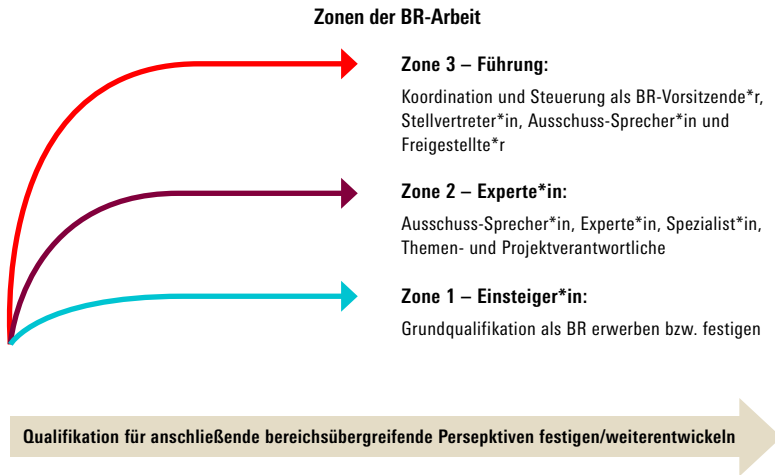 Zonen der BR-Arbeit
Zone 3 – Führung:
Koordination und Steuerung als BR-Vorsitzende*r,
Stellvertreter*in, Ausschuss-Sprecher*in und
Freigestellte*r
Zone 2 – Experte*in:
Ausschuss-Sprecher*in, Experte*in, Spezialist*in,
Themen- und Projektverantwortliche
Zone 1 – Einsteiger*in:
Grundqualifikation als BR erwerben bzw. festigen
Qualifikation für anschließende bereichsübergreifende Persepktiven festigen/weiterentwickeln